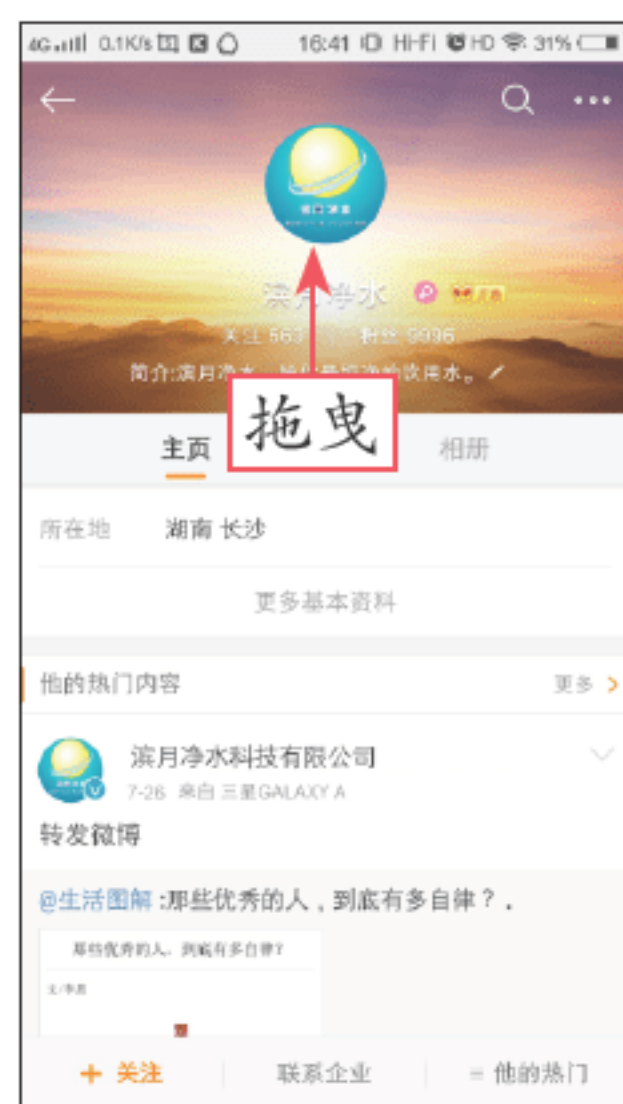 4G 0.1K/s 16:41 HI-FI HD 31%
滨月净水
关注 563 粉丝 9996
简介:滨月净水
饮用水。
拖曳
主页
相册
所在地 湖南 长沙
更多基本资料
他的热门内容 更多
滨月净水科技有限公司
7-26 来自 三星GALAXY A
转发微博
@生活图解 :那些优秀的人，到底有多自律？.
那些优秀的人，到底有多自律?
+ 关注 联系企业 ≡ 他的热门